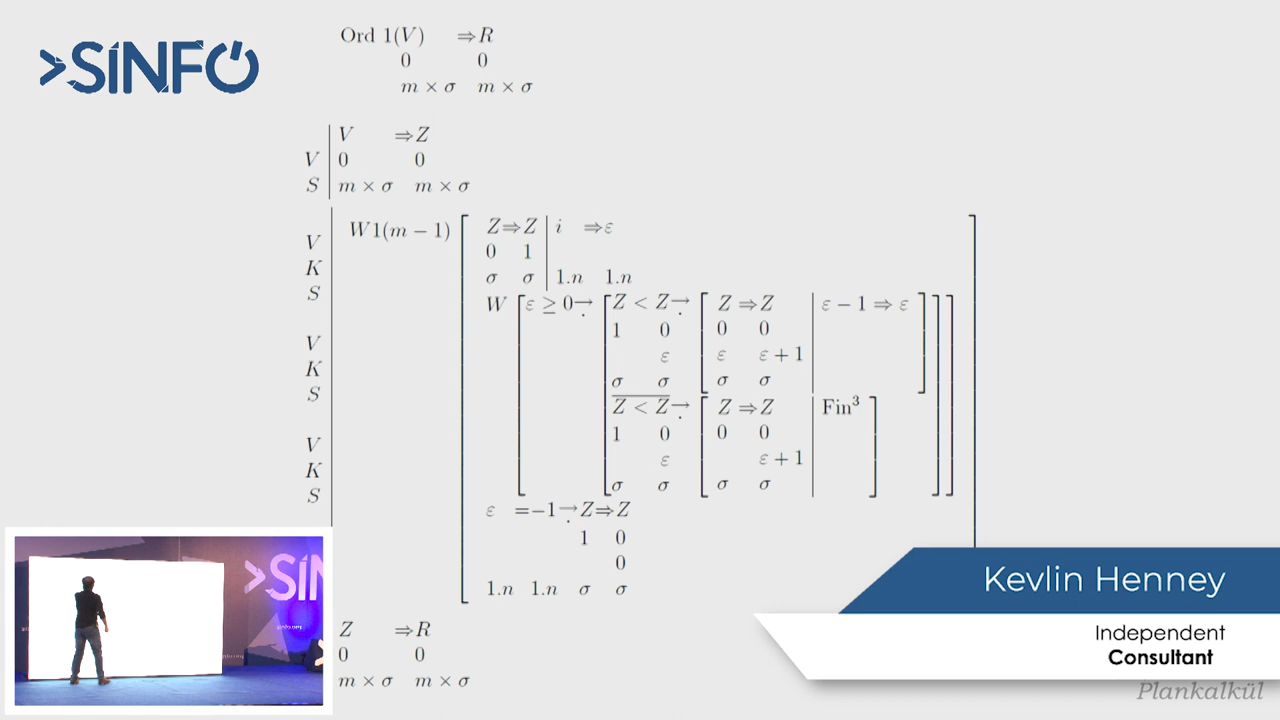 >SINFO
Ord 1(V) ⇒R
0 0
m × σ m × σ
V ⇒Z
V 0 0
S m × σ m × σ
W1(m − 1) Z⇒Z i ⇒ε
V 0 1
K
S σ σ 1.n 1.n
W [ε ≥ 0→̣ [Z < Z→̣ [Z ⇒Z | ε − 1 ⇒ ε]
V 1 0 0 0
K ε ε ε + 1
S σ σ σ σ
Z < Z→̣ [Z ⇒Z | Fin³]]]
V 1 0 0 0
K ε ε + 1
S σ σ σ σ
ε =−1→̣Z⇒Z
1 0
0
1.n 1.n σ σ
Z ⇒R
0 0
m × σ m × σ
>SIN
Kevlin Henney
Independent
Consultant
Plankalkül